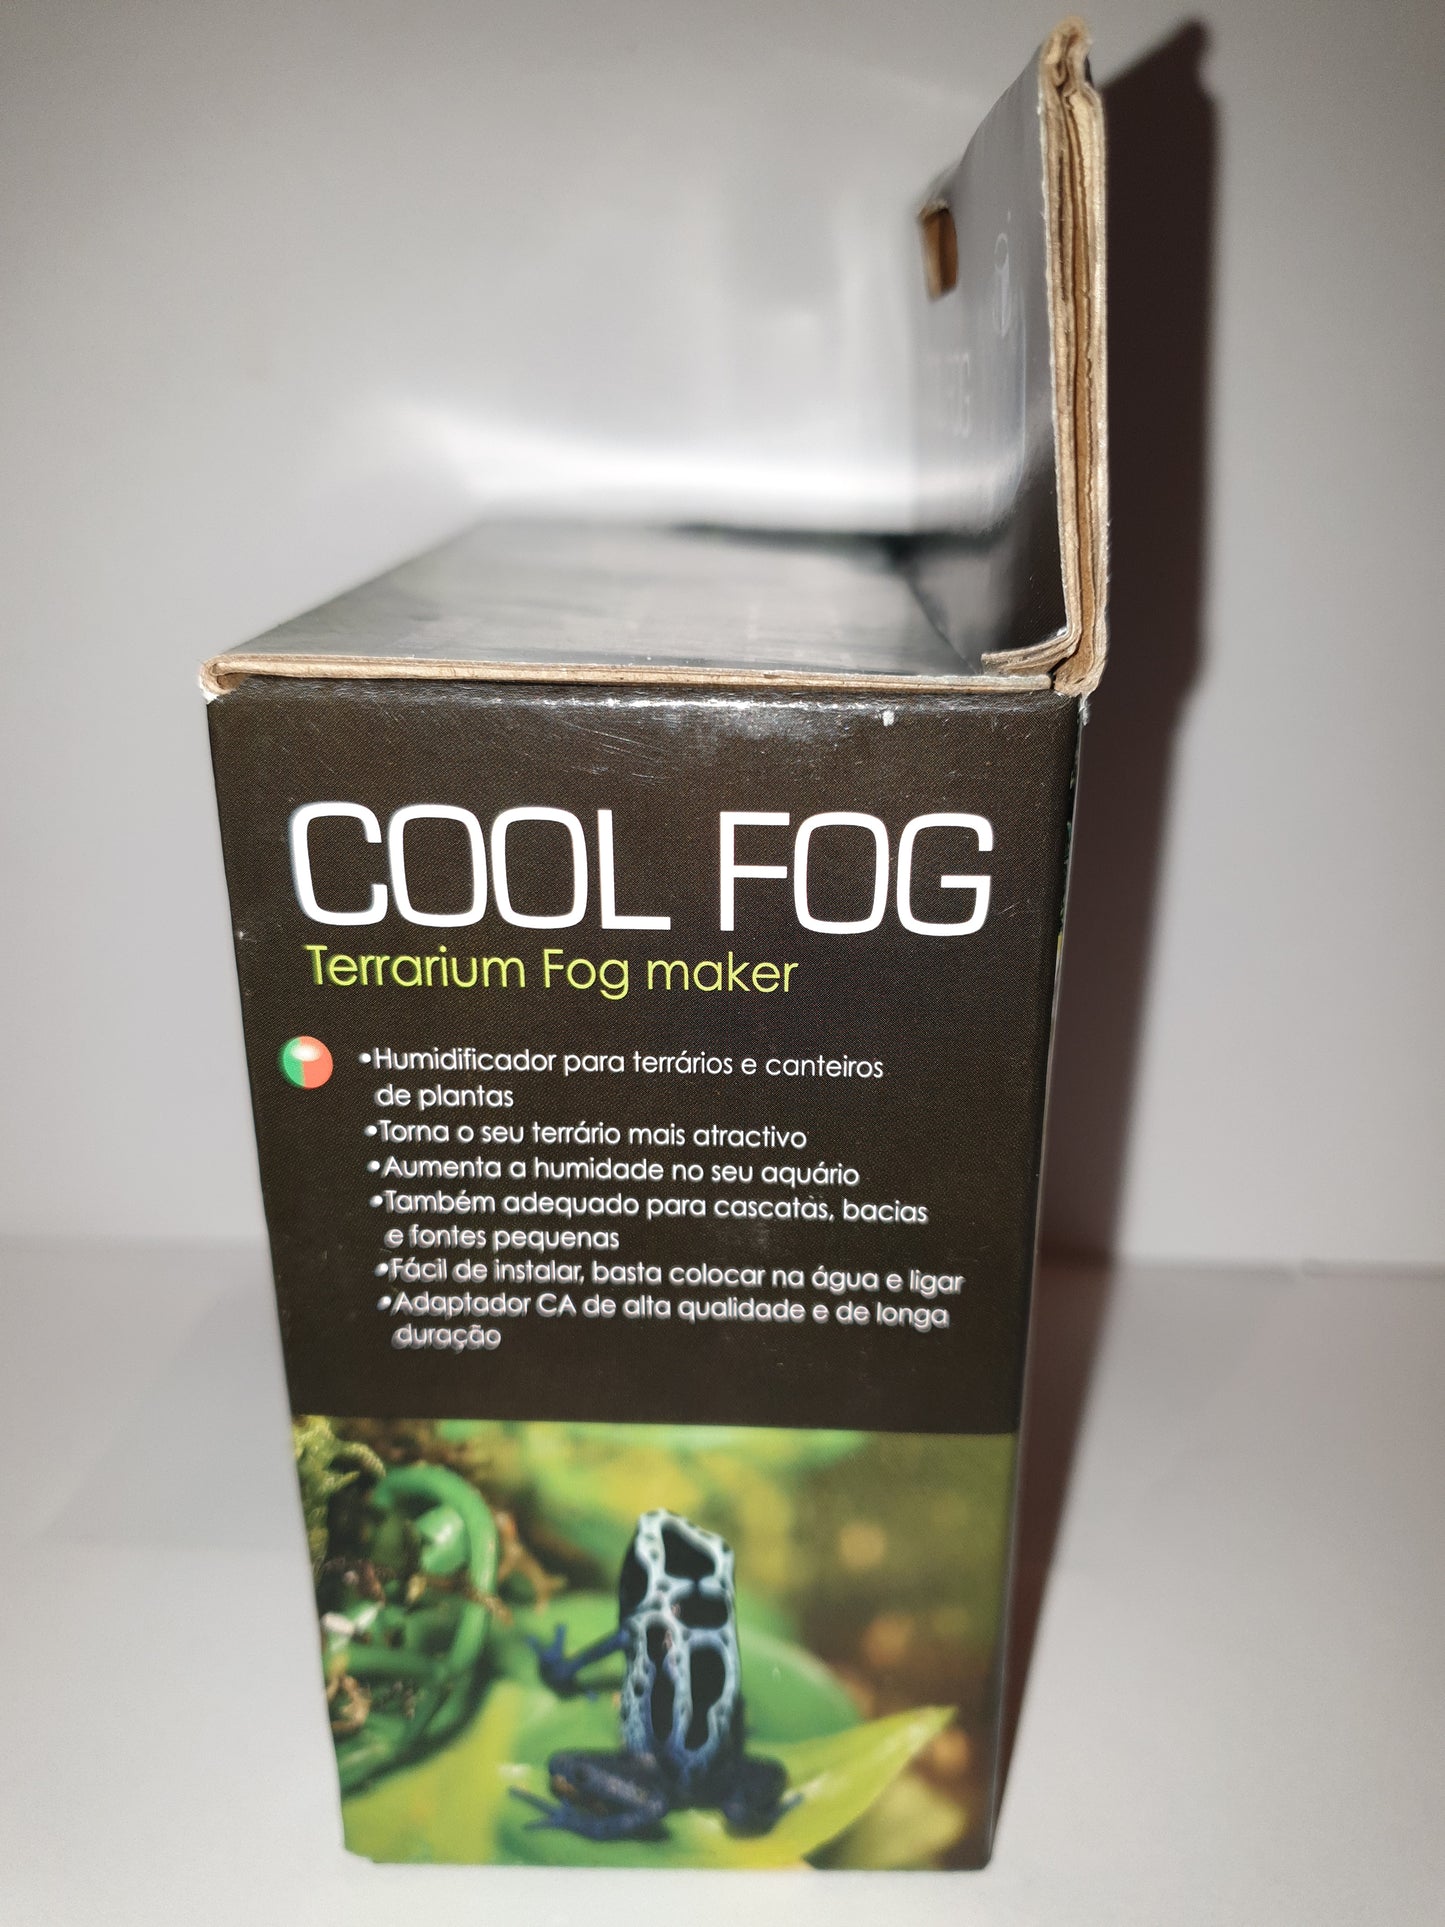 COOL FOG
Terrarium Fog maker
•Humidificador para terrários e canteiros
de plantas
•Torna o seu terrário mais atractivo
•Aumenta a humidade no seu aquário
•Também adequado para cascatas, bacias
e fontes pequenas
•Fácil de instalar, basta colocar na água e ligar
•Adaptador CA de alta qualidade e de longa
duração